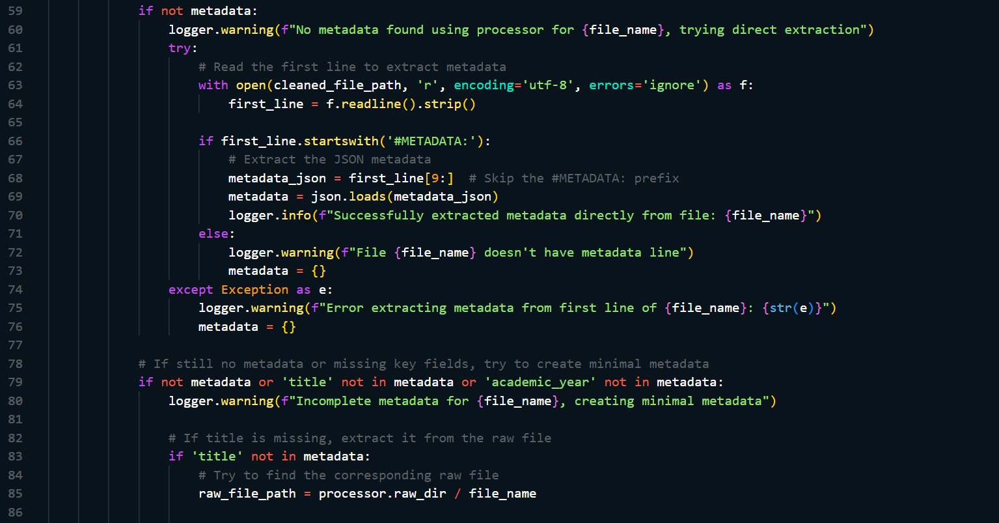 59 if not metadata:
60 logger.warning(f"No metadata found using processor for {file_name}, trying direct extraction")
61 try:
62 # Read the first line to extract metadata
63 with open(cleaned_file_path, 'r', encoding='utf-8', errors='ignore') as f:
64 first_line = f.readline().strip()
65
66 if first_line.startswith('#METADATA:'):
67 # Extract the JSON metadata
68 metadata_json = first_line[9:]  # Skip the #METADATA: prefix
69 metadata = json.loads(metadata_json)
70 logger.info(f"Successfully extracted metadata directly from file: {file_name}")
71 else:
72 logger.warning(f"File {file_name} doesn't have metadata line")
73 metadata = {}
74 except Exception as e:
75 logger.warning(f"Error extracting metadata from first line of {file_name}: {str(e)}")
76 metadata = {}
77
78 # If still no metadata or missing key fields, try to create minimal metadata
79 if not metadata or 'title' not in metadata or 'academic_year' not in metadata:
80 logger.warning(f"Incomplete metadata for {file_name}, creating minimal metadata")
81
82 # If title is missing, extract it from the raw file
83 if 'title' not in metadata:
84 # Try to find the corresponding raw file
85 raw_file_path = processor.raw_dir / file_name
86